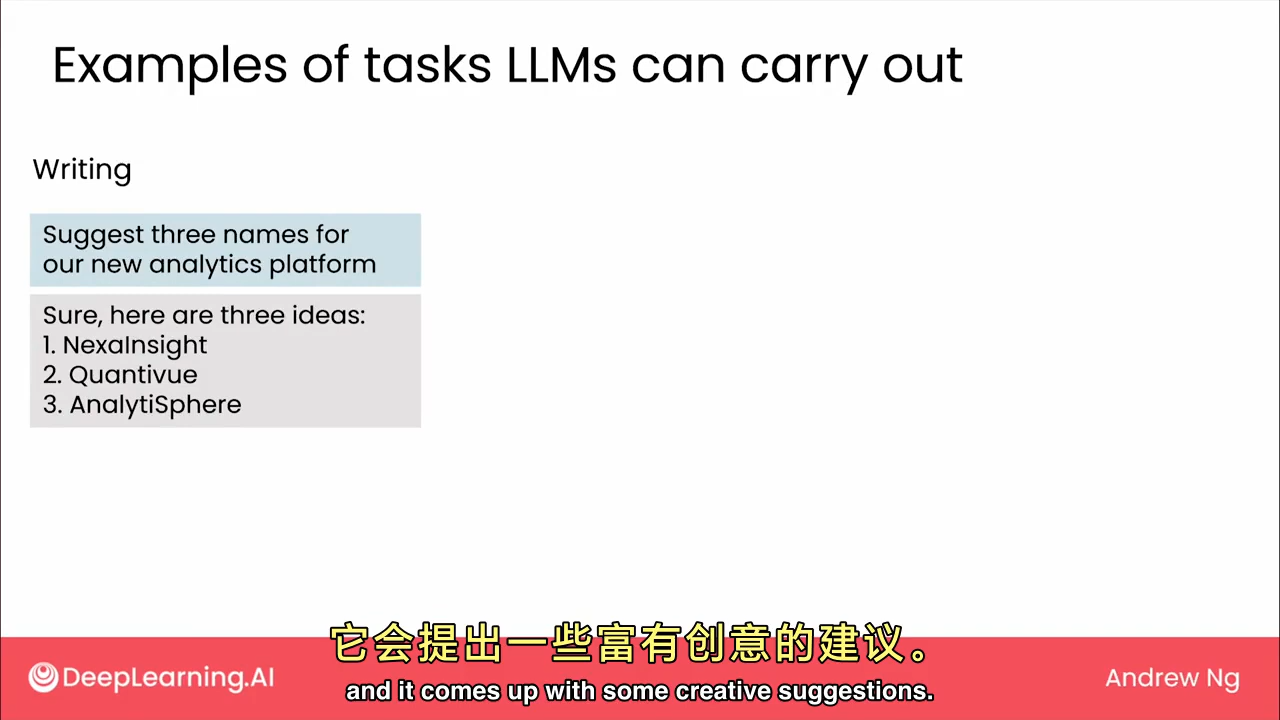 Examples of tasks LLMs can carry out
Writing
Suggest three names for
our new analytics platform
Sure, here are three ideas:
1. NexaInsight
2. Quantivue
3. AnalytiSphere
它会提出一些富有创意的建议。
and it comes up with some creative suggestions.
DeepLearning.AI
Andrew Ng